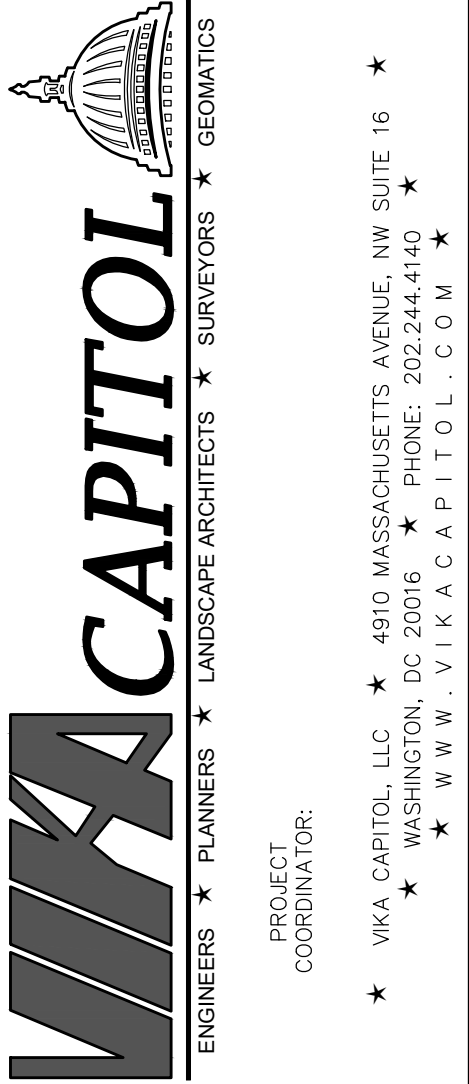 VIKA CAPITOL
ENGINEERS ★ PLANNERS ★ LANDSCAPE ARCHITECTS ★ SURVEYORS ★ GEOMATICS
PROJECT
COORDINATOR:
★ VIKA CAPITOL, LLC ★ 4910 MASSACHUSETTS AVENUE, NW SUITE 16 ★
★ WASHINGTON, DC 20016 ★ PHONE: 202.244.4140 ★
★ WWW.VIKACAPITOL.COM ★